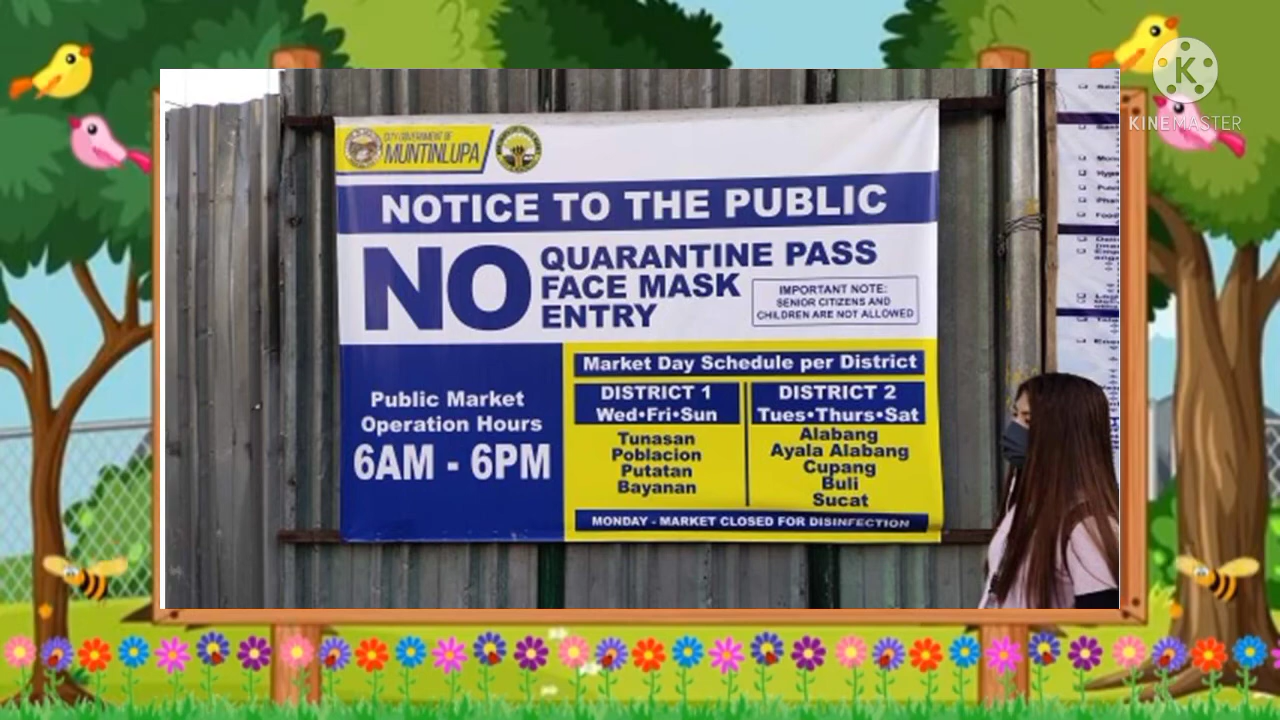 KINEMASTER
CITY GOVERNMENT OF
MUNTINLUPA
NOTICE TO THE PUBLIC
NO
QUARANTINE PASS
FACE MASK
ENTRY
IMPORTANT NOTE:
SENIOR CITIZENS AND
CHILDREN ARE NOT ALLOWED
Public Market
Operation Hours
6AM - 6PM
Market Day Schedule per District
DISTRICT 1
Wed•Fri•Sun
Tunasan
Poblacion
Putatan
Bayanan
DISTRICT 2
Tues•Thurs•Sat
Alabang
Ayala Alabang
Cupang
Buli
Sucat
MONDAY - MARKET CLOSED FOR DISINFECTION